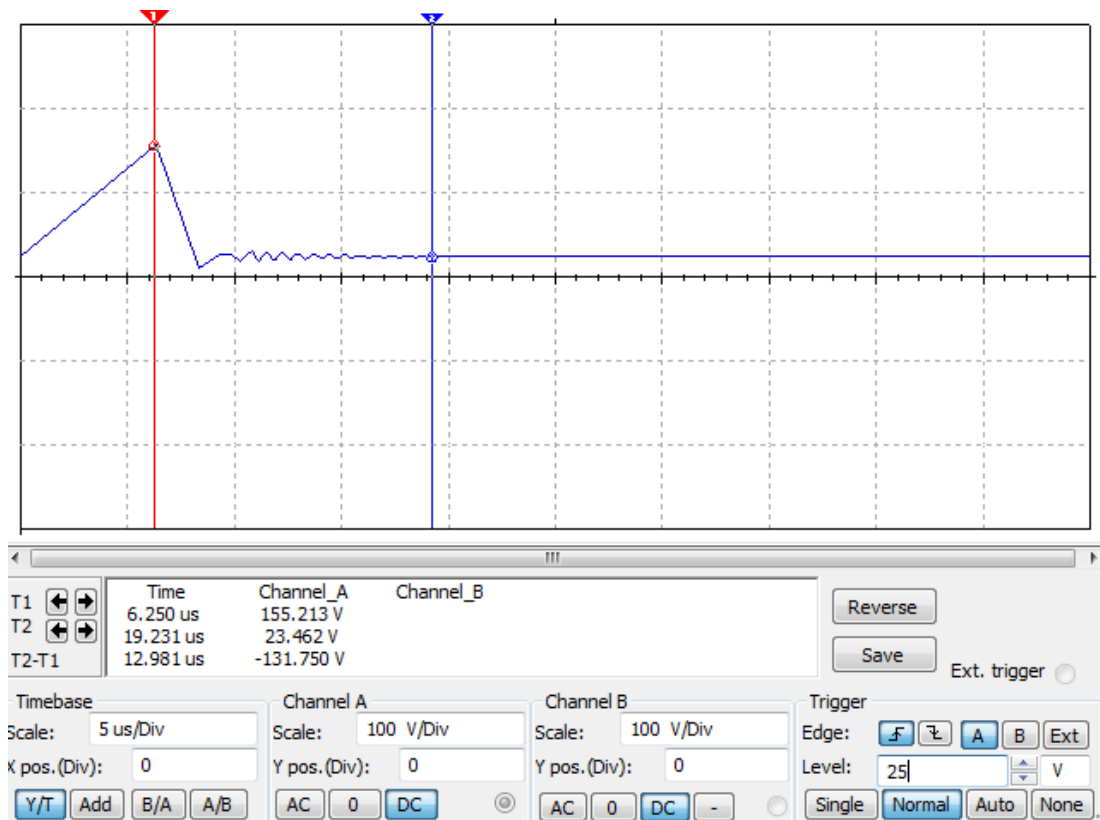 1 2
Time Channel_A Channel_B
T1 6.250 us 155.213 V
T2 19.231 us 23.462 V
T2-T1 12.981 us -131.750 V
Reverse
Save
Ext. trigger
Timebase
Scale: 5 us/Div
X pos.(Div): 0
Y/T Add B/A A/B
Channel A
Scale: 100 V/Div
Y pos.(Div): 0
AC 0 DC
Channel B
Scale: 100 V/Div
Y pos.(Div): 0
AC 0 DC -
Trigger
Edge: A B Ext
Level: 25 V
Single Normal Auto None